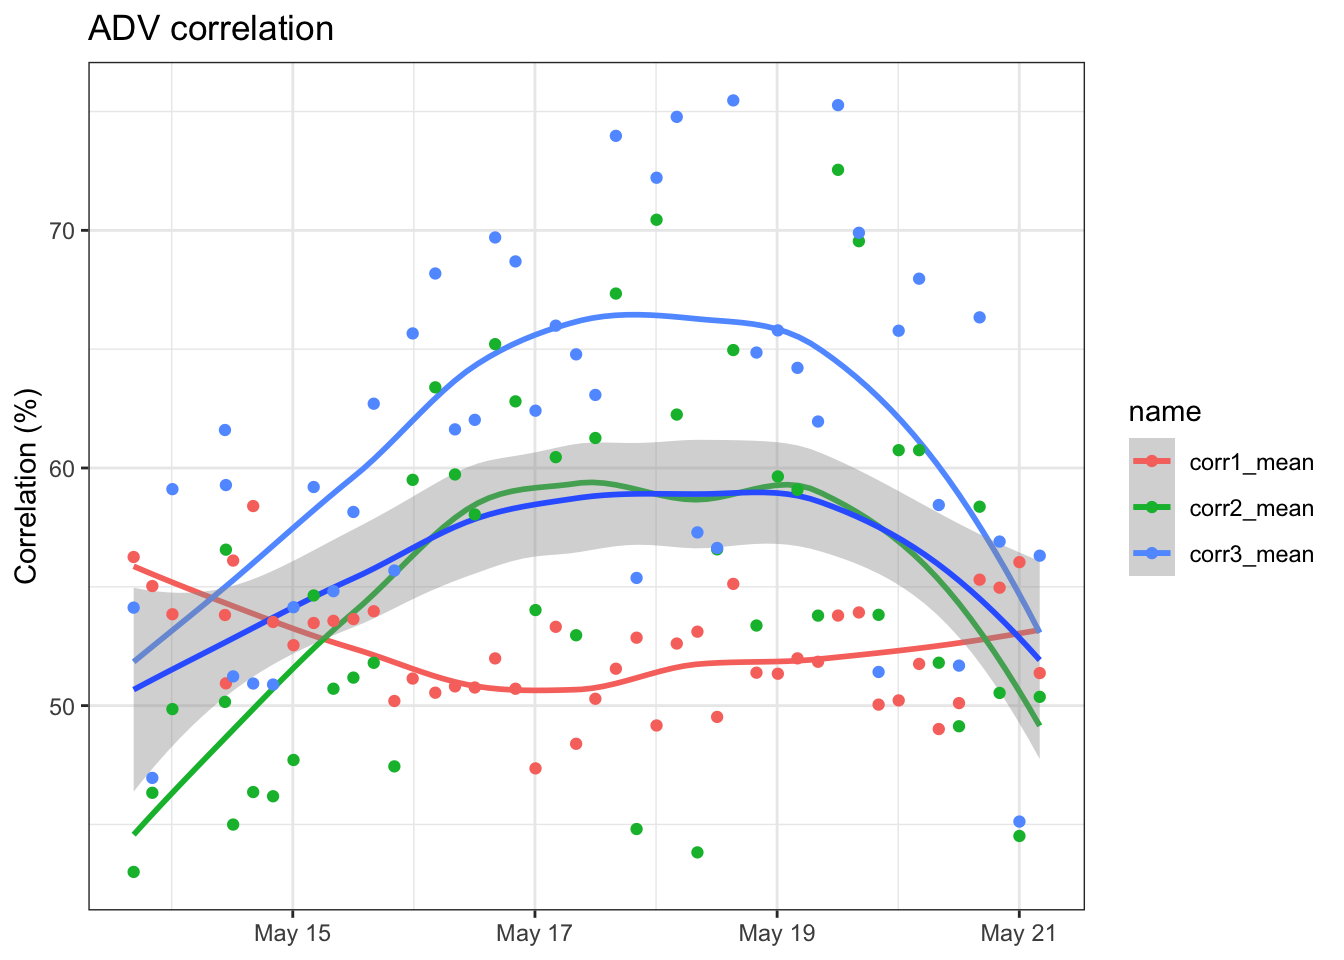 ADV correlation
Correlation (%)
70
60
50
May 15
May 17
May 19
May 21
name
corr1_mean
corr2_mean
corr3_mean